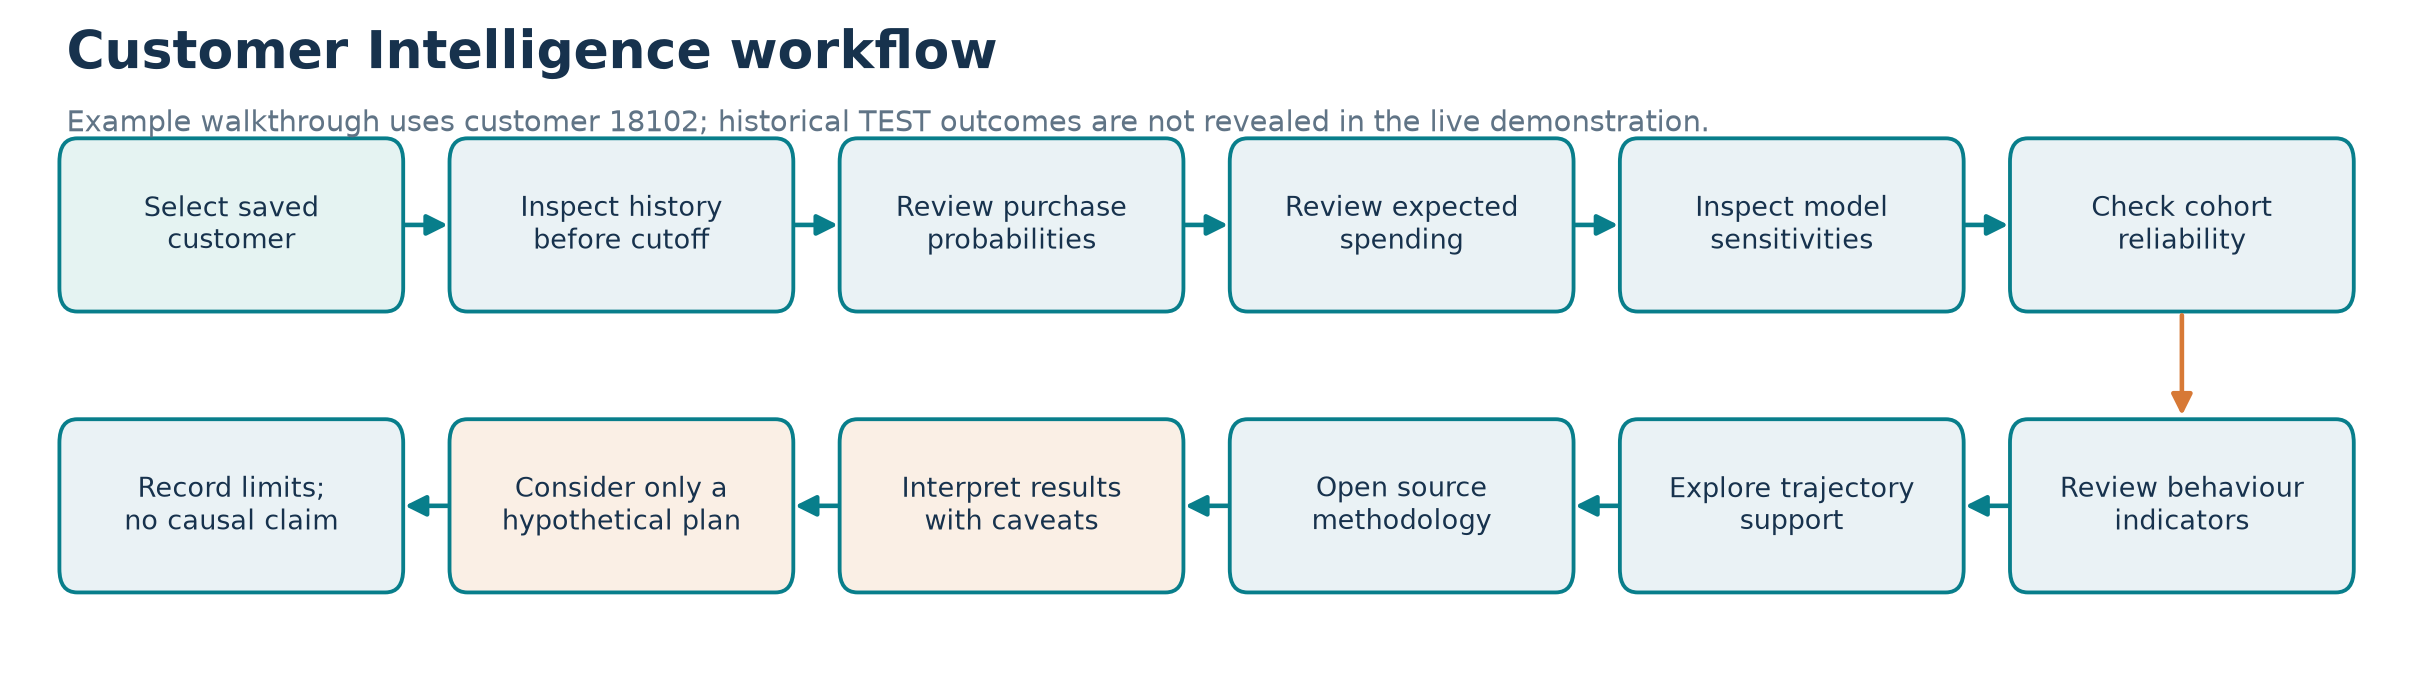 Customer Intelligence workflow
Example walkthrough uses customer 18102; historical TEST outcomes are not revealed in the live demonstration.
Select saved
customer
Inspect history
before cutoff
Review purchase
probabilities
Review expected
spending
Inspect model
sensitivities
Check cohort
reliability
Review behaviour
indicators
Explore trajectory
support
Open source
methodology
Interpret results
with caveats
Consider only a
hypothetical plan
Record limits;
no causal claim